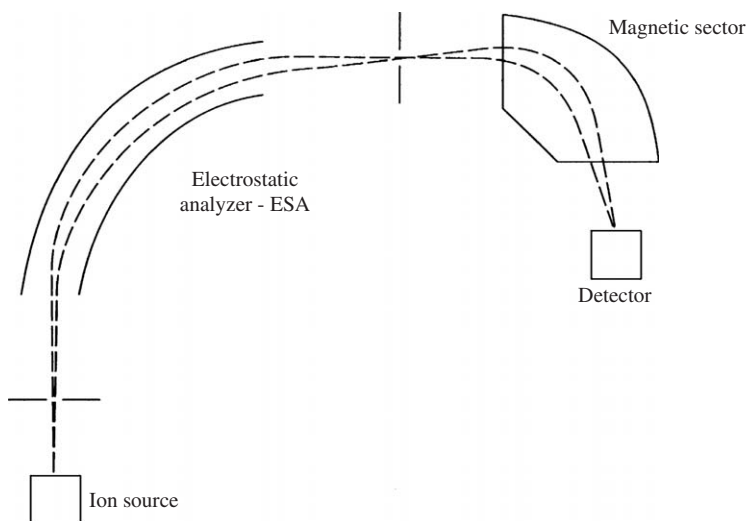 Magnetic sector
Electrostatic
analyzer - ESA
Detector
Ion source